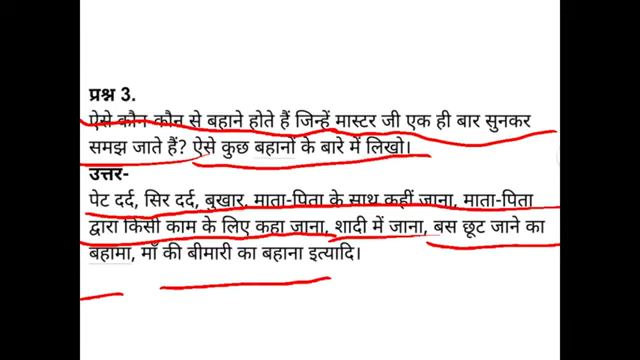 प्रश्न 3.
ऐसे कौन-कौन से बहाने होते हैं जिन्हें मास्टर जी एक ही बार सुनकर
समझ जाते हैं? ऐसे कुछ बहानों के बारे में लिखो।
उत्तर-
पेट दर्द, सिर दर्द, बुखार, माता-पिता के साथ कहीं जाना, माता-पिता
द्वारा किसी काम के लिए कहा जाना, शादी में जाना, बस छूट जाने का
बहामा, माँ की बीमारी का बहाना इत्यादि।